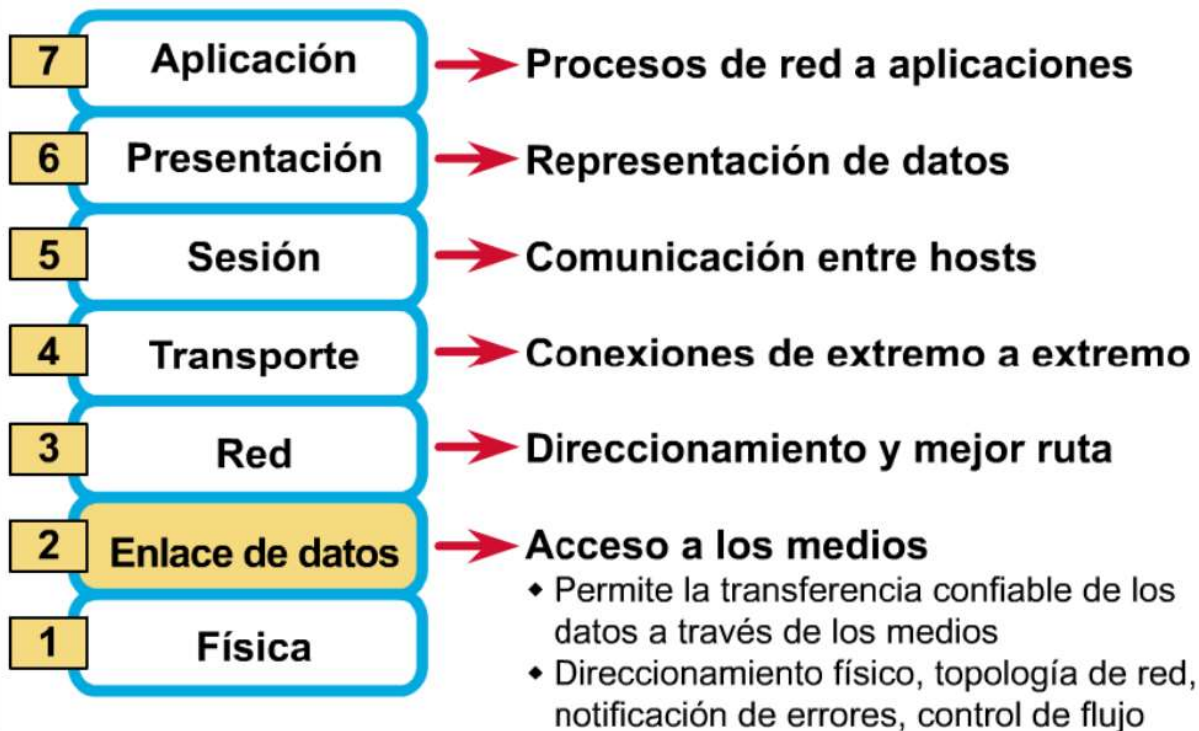 7 Aplicación Procesos de red a aplicaciones
6 Presentación Representación de datos
5 Sesión Comunicación entre hosts
4 Transporte Conexiones de extremo a extremo
3 Red Direccionamiento y mejor ruta
2 Enlace de datos Acceso a los medios
◆ Permite la transferencia confiable de los
datos a través de los medios
1 Física
◆ Direccionamiento físico, topología de red,
notificación de errores, control de flujo